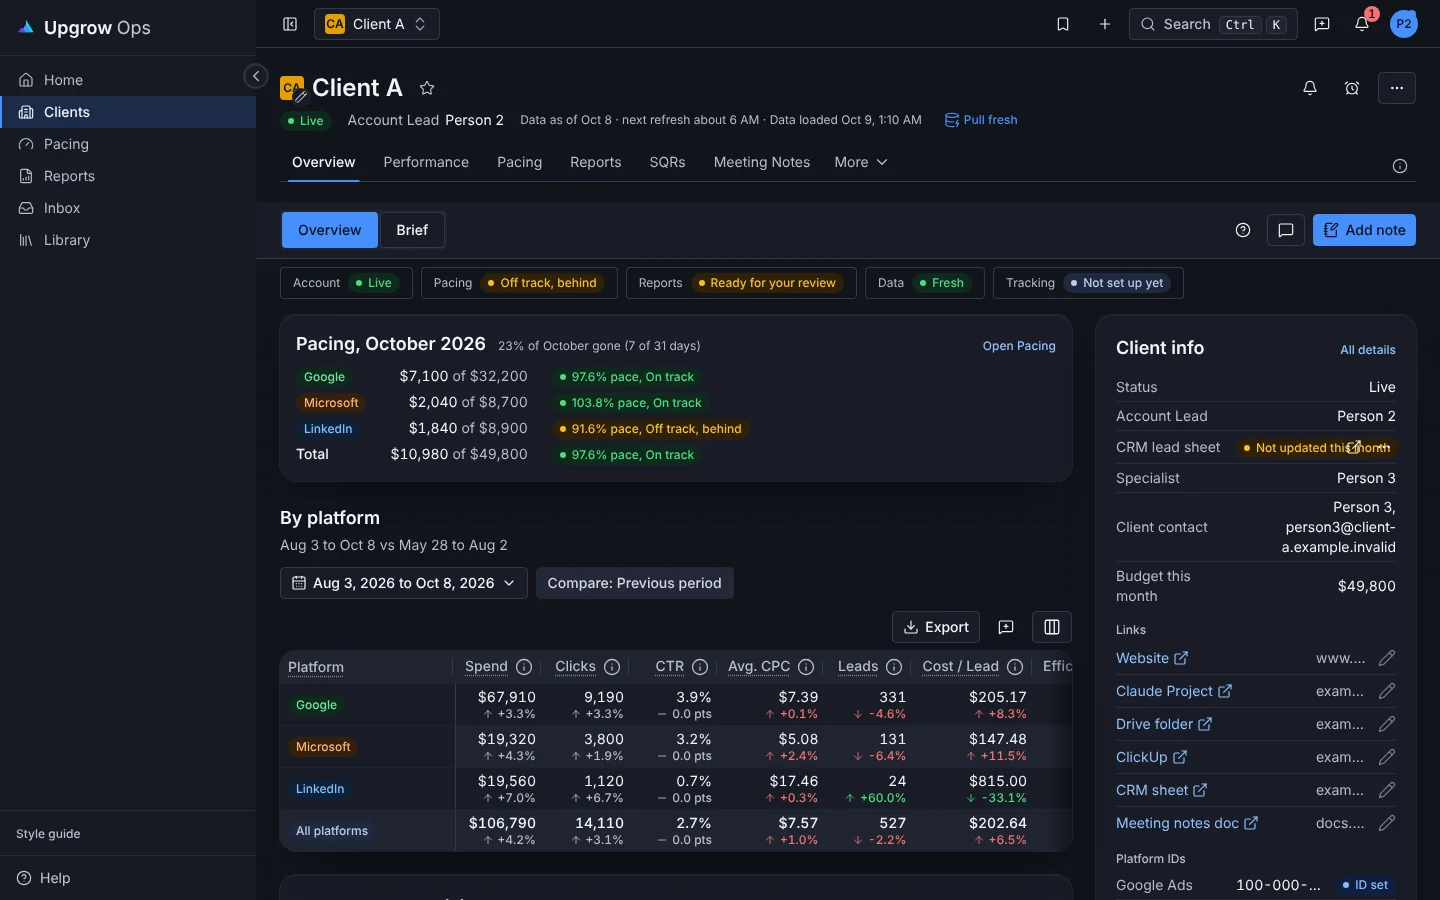 Upgrow Ops
CA Client A
Search Ctrl K
1
P2
Home
Clients
Pacing
Reports
Inbox
Library
Style guide
Help
CA Client A
Live Account Lead Person 2 Data as of Oct 8 · next refresh about 6 AM · Data loaded Oct 9, 1:10 AM Pull fresh
Overview Performance Pacing Reports SQRs Meeting Notes More
Overview Brief
Add note
Account Live Pacing Off track, behind Reports Ready for your review Data Fresh Tracking Not set up yet
Pacing, October 2026 23% of October gone (7 of 31 days) Open Pacing
Google $7,100 of $32,200 97.6% pace, On track
Microsoft $2,040 of $8,700 103.8% pace, On track
LinkedIn $1,840 of $8,900 91.6% pace, Off track, behind
Total $10,980 of $49,800 97.6% pace, On track
By platform
Aug 3 to Oct 8 vs May 28 to Aug 2
Aug 3, 2026 to Oct 8, 2026 Compare: Previous period
Export
Platform Spend Clicks CTR Avg. CPC Leads Cost / Lead Effic
Google $67,910 9,190 3.9% $7.39 331 $205.17
↑ +3.3% ↑ +3.3% — 0.0 pts ↑ +0.1% ↓ -4.6% ↑ +8.3%
Microsoft $19,320 3,800 3.2% $5.08 131 $147.48
↑ +4.3% ↑ +1.9% — 0.0 pts ↑ +2.4% ↓ -6.4% ↑ +11.5%
LinkedIn $19,560 1,120 0.7% $17.46 24 $815.00
↑ +7.0% ↑ +6.7% — 0.0 pts ↑ +0.3% ↑ +60.0% ↓ -33.1%
All platforms $106,790 14,110 2.7% $7.57 527 $202.64
↑ +4.2% ↑ +3.1% — 0.0 pts ↑ +1.0% ↓ -2.2% ↑ +6.5%
Client info All details
Status Live
Account Lead Person 2
CRM lead sheet Not updated this month
Specialist Person 3
Client contact Person 3,
person3@client-
a.example.invalid
Budget this
month $49,800
Links
Website www....
Claude Project exam...
Drive folder exam...
ClickUp exam...
CRM sheet exam...
Meeting notes doc docs....
Platform IDs
Google Ads 100-000-... ID set